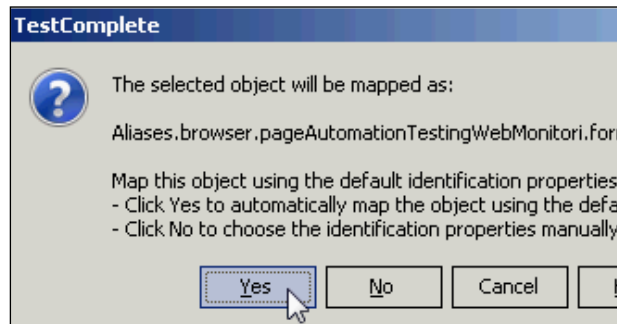 TestComplete
The selected object will be mapped as:
Aliases.browser.pageAutomationTestingWebMonitori.for
Map this object using the default identification properties
- Click Yes to automatically map the object using the defa
- Click No to choose the identification properties manually
Yes No Cancel